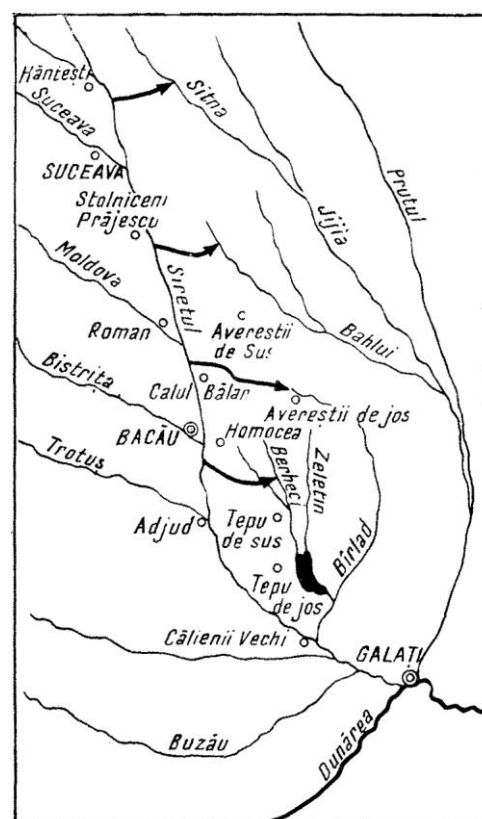 Hănțești
Sitna
Suceava
SUCEAVA
Prutul
Stolniceni
Prăjescu
Jijia
Moldova
Siretul
Roman
Averestii
de Sus
Bahlui
Bistrița
Calul Bălan
Averestii de jos
BACĂU
Homocea
Trotus
Berheci
Zeletin
Adjud
Tepu
de sus
Bîrlad
Tepu
de jos
Călienii Vechi
GALAȚI
Buzău
Dunărea